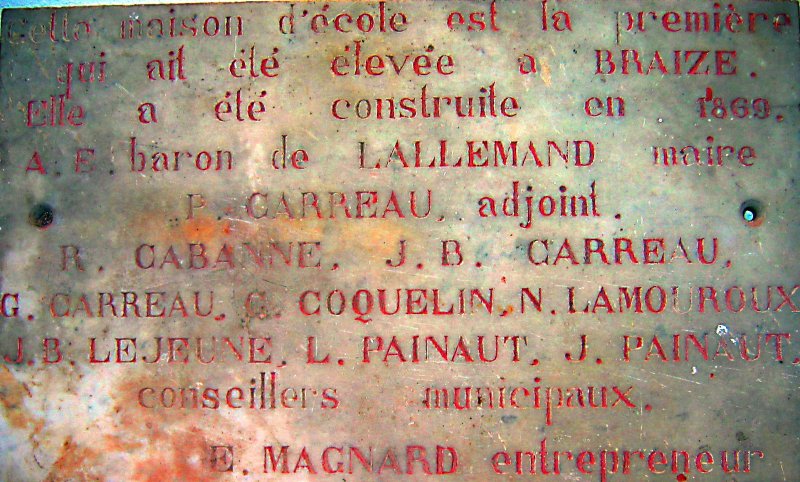 Cette maison d'école est la première
qui ait été élevée a BRAIZE.
Elle a été construite en 1869.
A. E. baron de LALLEMAND maire
P. CARREAU, adjoint.
R. CABANNE, J. B. CARREAU,
G. CARREAU, G. COQUELIN, N. LAMOUROUX
J. B. LEJEUNE, L. PAINAUT, J. PAINAUT,
conseillers municipaux.
E. MAGNARD entrepreneur